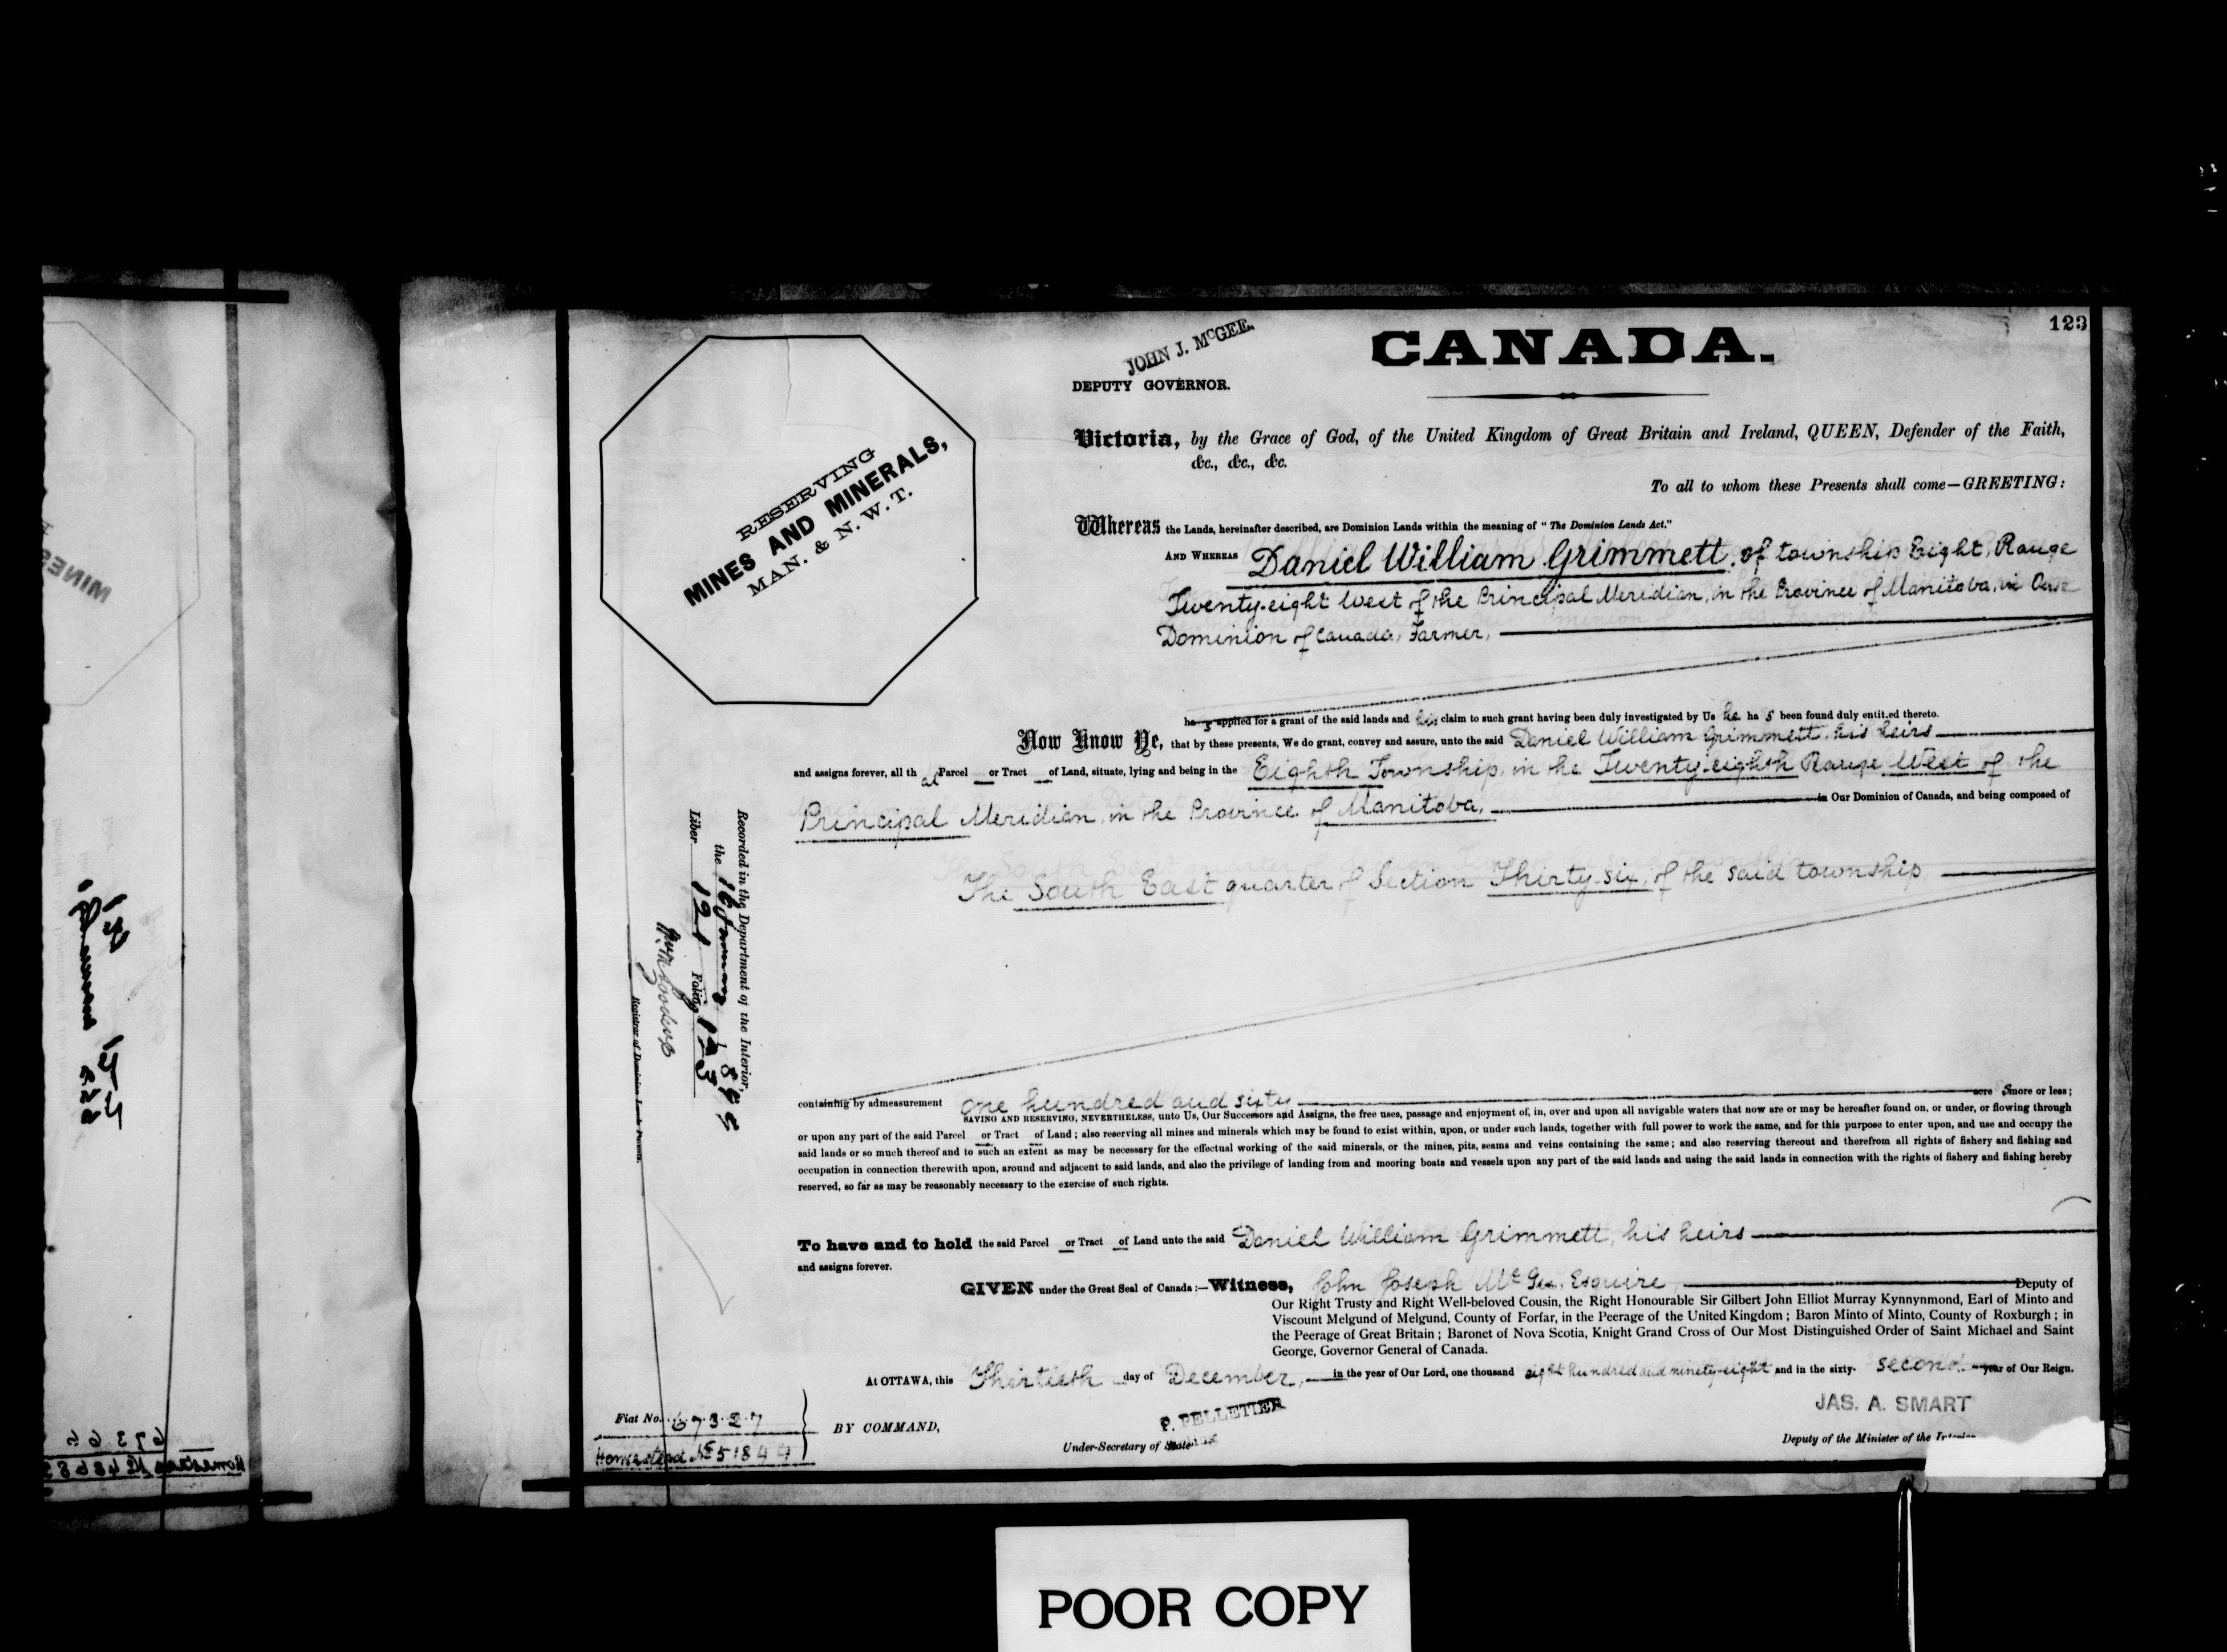 123
CANADA.
JOHN J. McGEE.
DEPUTY GOVERNOR.
RESERVING
MINES AND MINERALS,
MAN. & N. W. T.
Victoria, by the Grace of God, of the United Kingdom of Great Britain and Ireland, QUEEN, Defender of the Faith,
&c., &c., &c.
To all to whom these Presents shall come—GREETING:
Whereas the Lands, hereinafter described, are Dominion Lands within the meaning of "The Dominion Lands Act."
AND WHEREAS Daniel William Grimmett, of township Eight, Range
Twenty-eight West of the Principal Meridian, in the Province of Manitoba, in Our
Dominion of Canada, Farmer,
has applied for a grant of the said lands and his claim to such grant having been duly investigated by Us he has been found duly entitled thereto.
Now Know Ye, that by these presents, We do grant, convey and assure, unto the said Daniel William Grimmett, his heirs
and assigns forever, all that Parcel or Tract of Land, situate, lying and being in the Eighth Township, in the Twenty-eighth Range West of the
Principal Meridian, in the Province of Manitoba, in Our Dominion of Canada, and being composed of
The South East quarter of Section Thirty-six, of the said township
Recorded in the Department of the Interior,
the 16 January 1899
Liber 121 Folio 123
Registrar of Dominion Lands Patents.
containing by admeasurement one hundred and sixty acres more or less;
SAVING AND RESERVING, NEVERTHELESS, unto Us, Our Successors and Assigns, the free uses, passage and enjoyment of, in, over and upon all navigable waters that now are or may be hereafter found on, or under, or flowing through
or upon any part of the said Parcel or Tract of Land; also reserving all mines and minerals which may be found to exist within, upon, or under such lands, together with full power to work the same, and for this purpose to enter upon, and use and occupy the
said lands or so much thereof and to such an extent as may be necessary for the effectual working of the said minerals, or the mines, pits, seams and veins containing the same; and also reserving thereout and therefrom all rights of fishery and fishing and
occupation in connection therewith upon, around and adjacent to said lands, and also the privilege of landing from and mooring boats and vessels upon any part of the said lands and using the said lands in connection with the rights of fishery and fishing hereby
reserved, so far as may be reasonably necessary to the exercise of such rights.
To have and to hold the said Parcel or Tract of Land unto the said Daniel William Grimmett, his heirs
and assigns forever.
GIVEN under the Great Seal of Canada:—Witness, John Joseph McGee, Esquire, Deputy of
Our Right Trusty and Right Well-beloved Cousin, the Right Honourable Sir Gilbert John Elliot Murray Kynnynmond, Earl of Minto and
Viscount Melgund of Melgund, County of Forfar, in the Peerage of the United Kingdom; Baron Minto of Minto, County of Roxburgh; in
the Peerage of Great Britain; Baronet of Nova Scotia, Knight Grand Cross of Our Most Distinguished Order of Saint Michael and Saint
George, Governor General of Canada.
At OTTAWA, this Thirtieth day of December, in the year of Our Lord, one thousand eight hundred and ninety-eight and in the sixty-second year of Our Reign.
JAS. A. SMART
Deputy of the Minister of the Interior
P. PELLETIER
Under-Secretary of State
BY COMMAND,
Fiat No. 67327
Homestead No 51844
POOR COPY